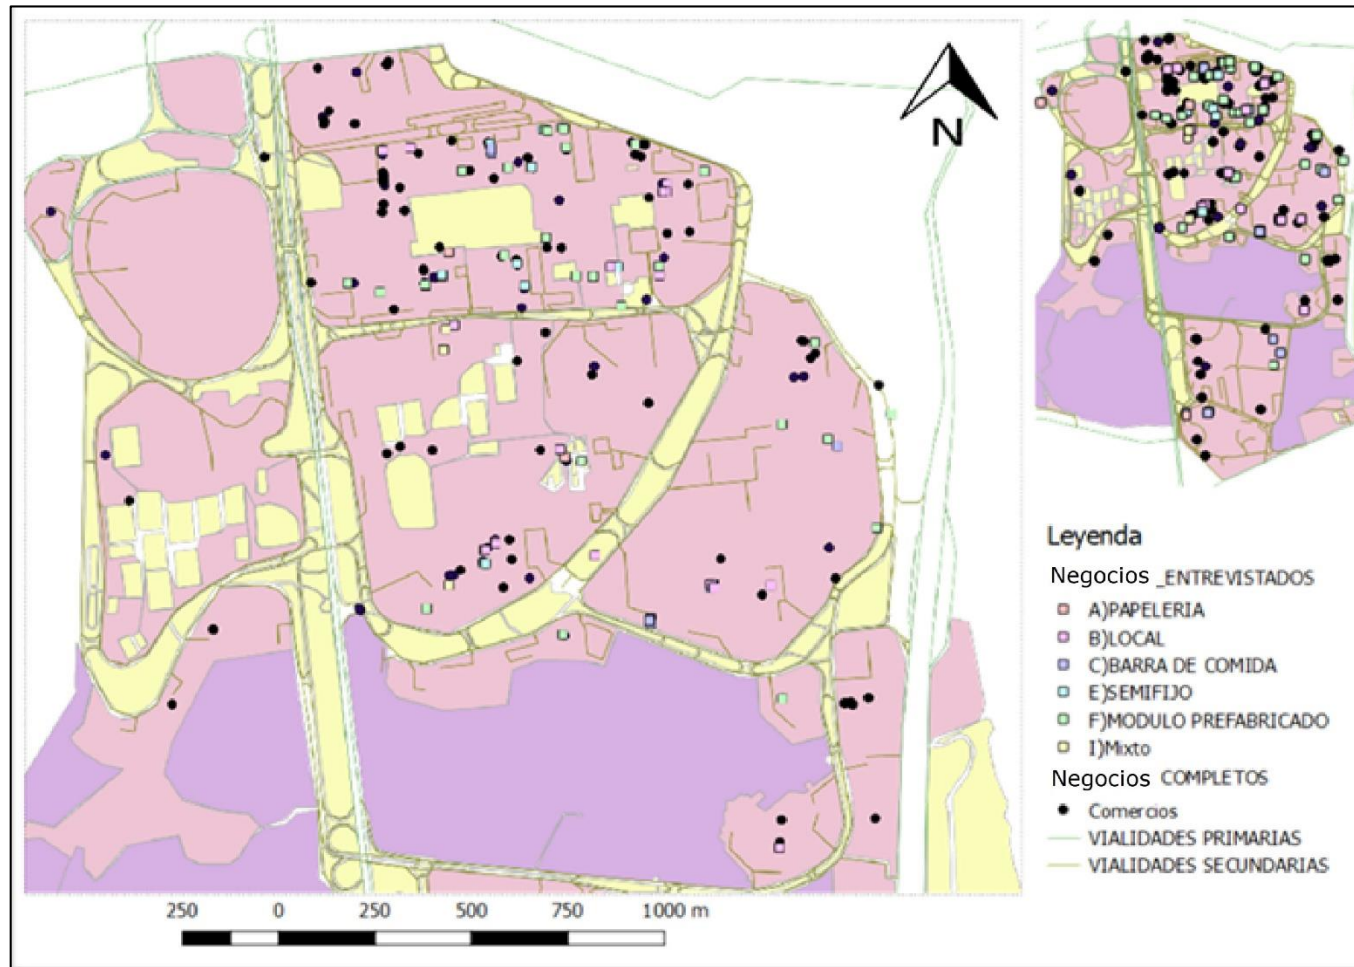 N
Leyenda
Negocios _ENTREVISTADOS
A)PAPELERIA
B)LOCAL
C)BARRA DE COMIDA
E)SEMIFIJO
F)MODULO PREFABRICADO
I)Mixto
Negocios COMPLETOS
Comercios
VIALIDADES PRIMARIAS
VIALIDADES SECUNDARIAS
250 0 250 500 750 1000 m